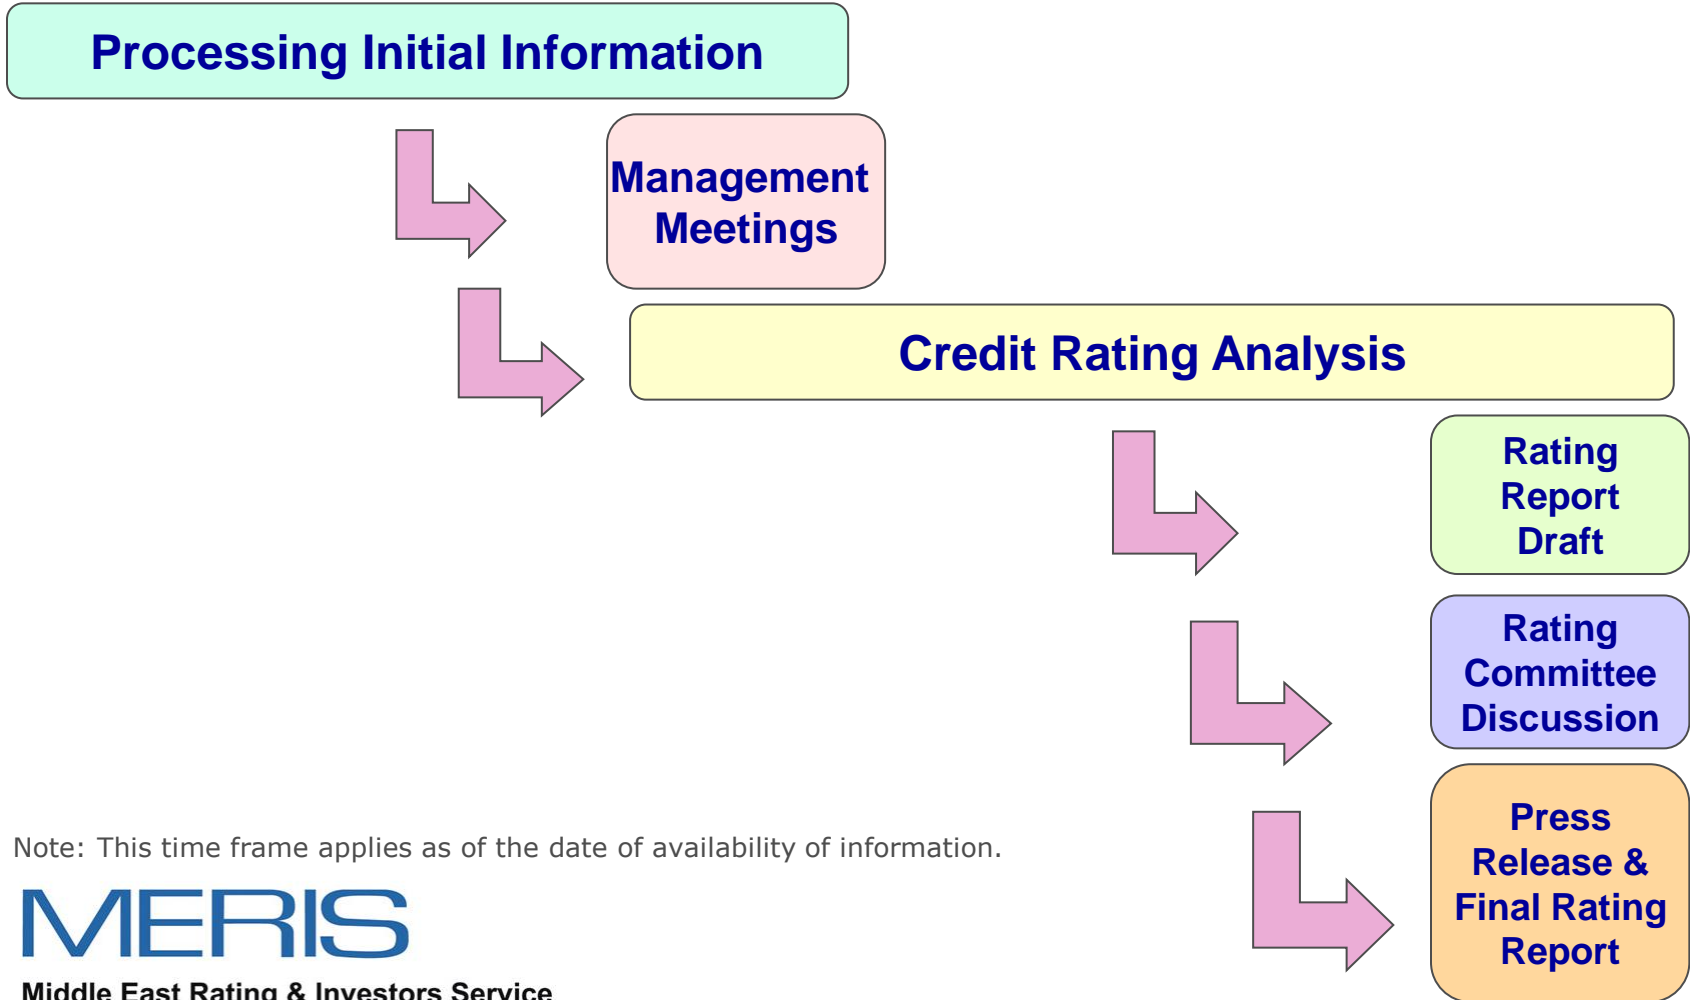 Processing Initial Information
Management
Meetings
Credit Rating Analysis
Rating
Report
Draft
Rating
Committee
Discussion
Press
Release &
Final Rating
Report
Note: This time frame applies as of the date of availability of information.
MERIS
Middle East Rating & Investors Service